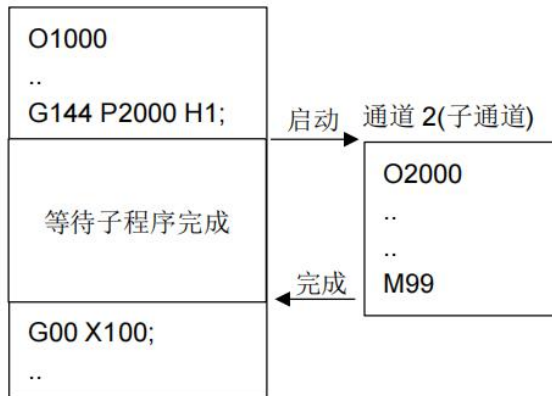 O1000
..
G144 P2000 H1;
启动
通道 2(子通道)
O2000
..
..
M99
等待子程序完成
完成
G00 X100;
..